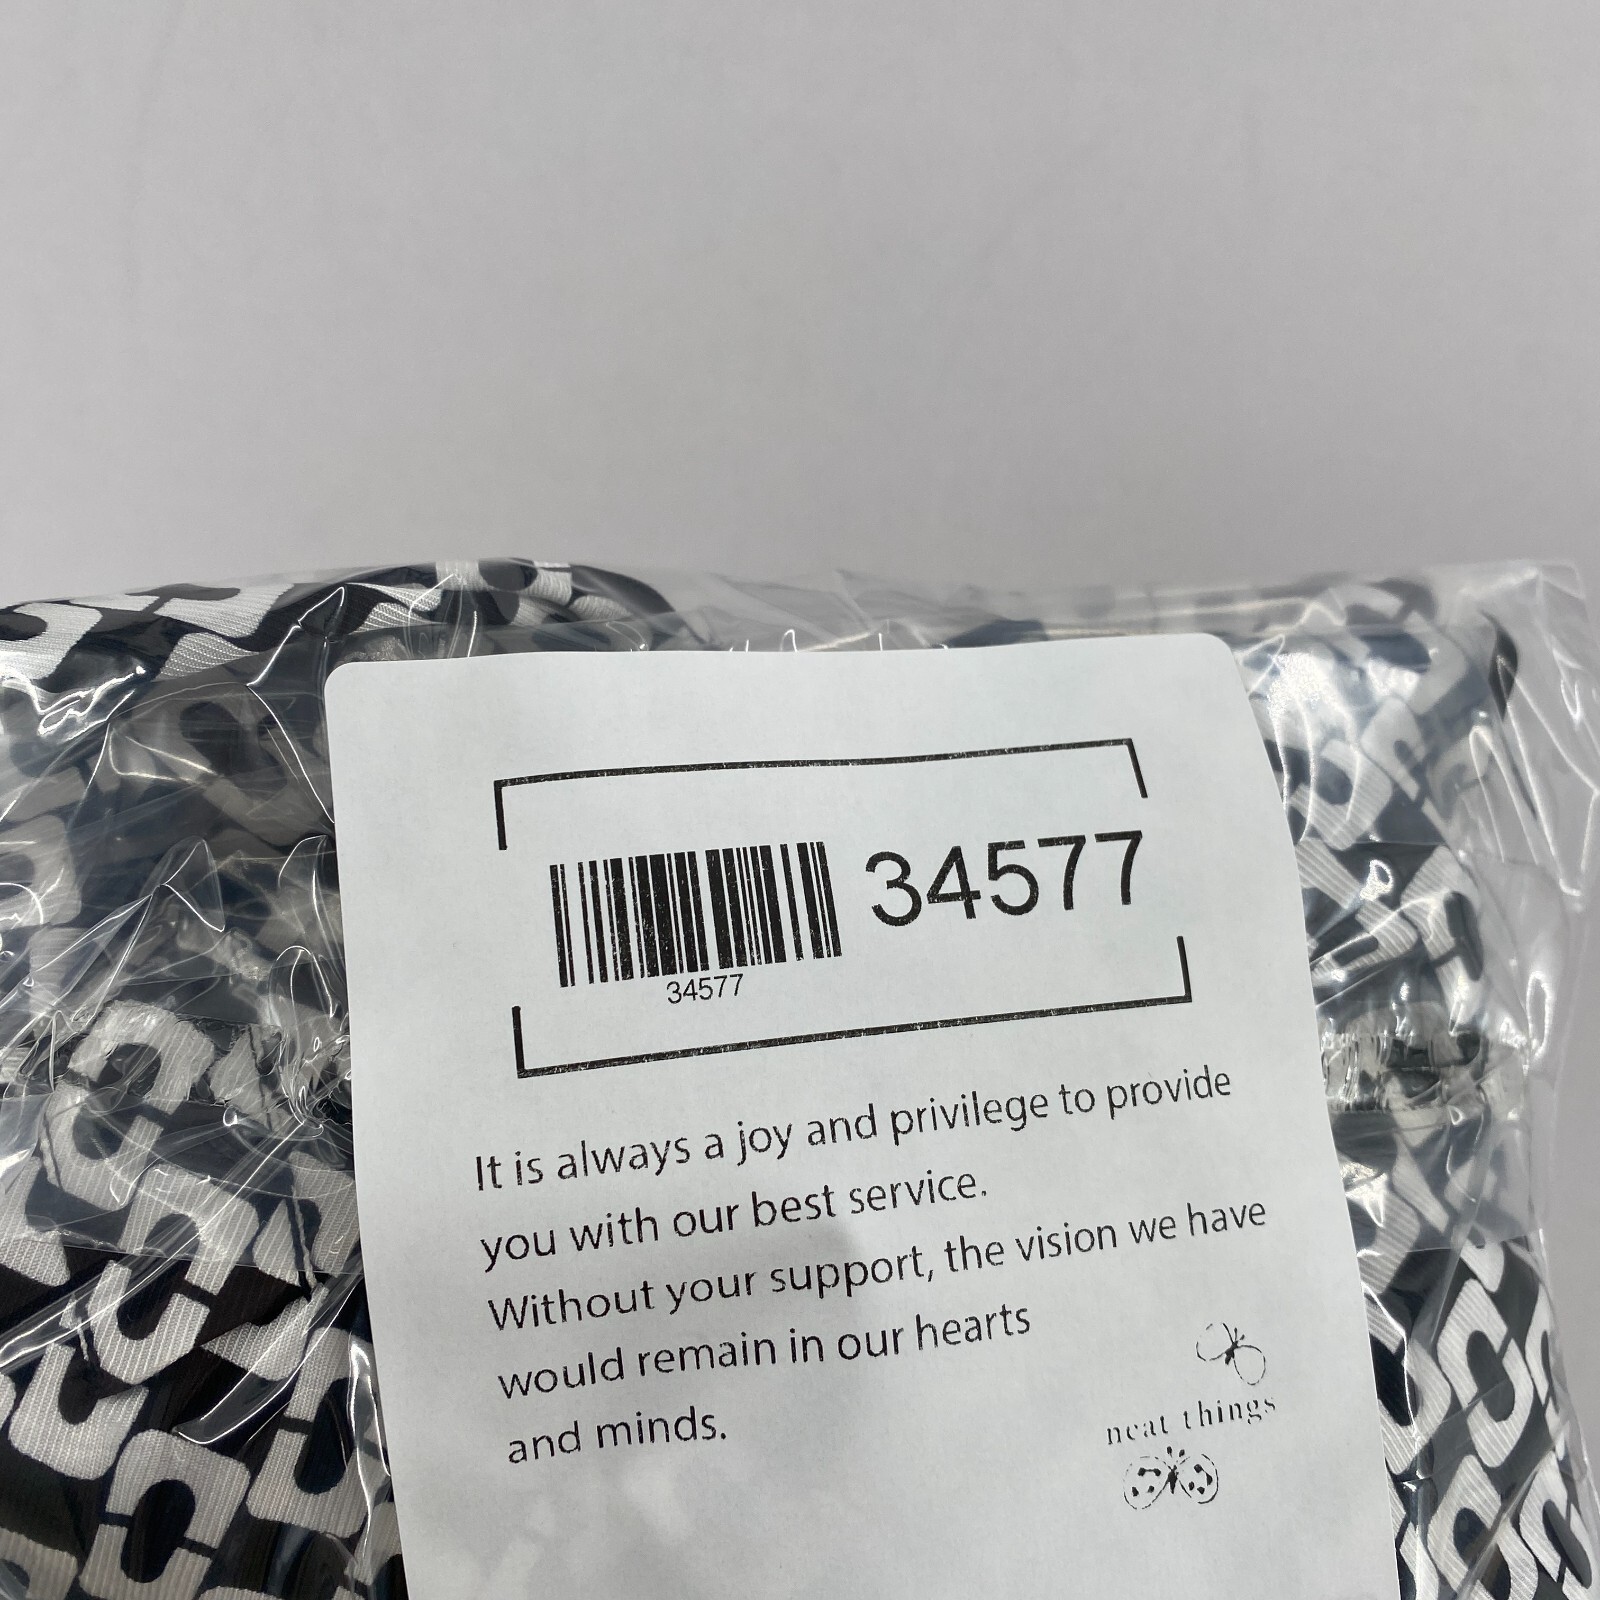 34577
34577
It is always a joy and privilege to provide
you with our best service.
Without your support, the vision we have
would remain in our hearts
and minds.
neat things